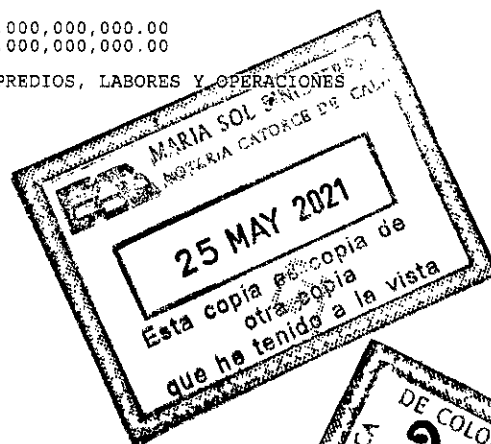 000,000,000.00
000,000,000.00
PREDIOS, LABORES Y OPERACIONES
MARIA SOL
NOTARIA CATORCE DE CALI
25 MAY 2021
Esta copia es copia de
otra copia
que he tenido a la vista
DE COLO